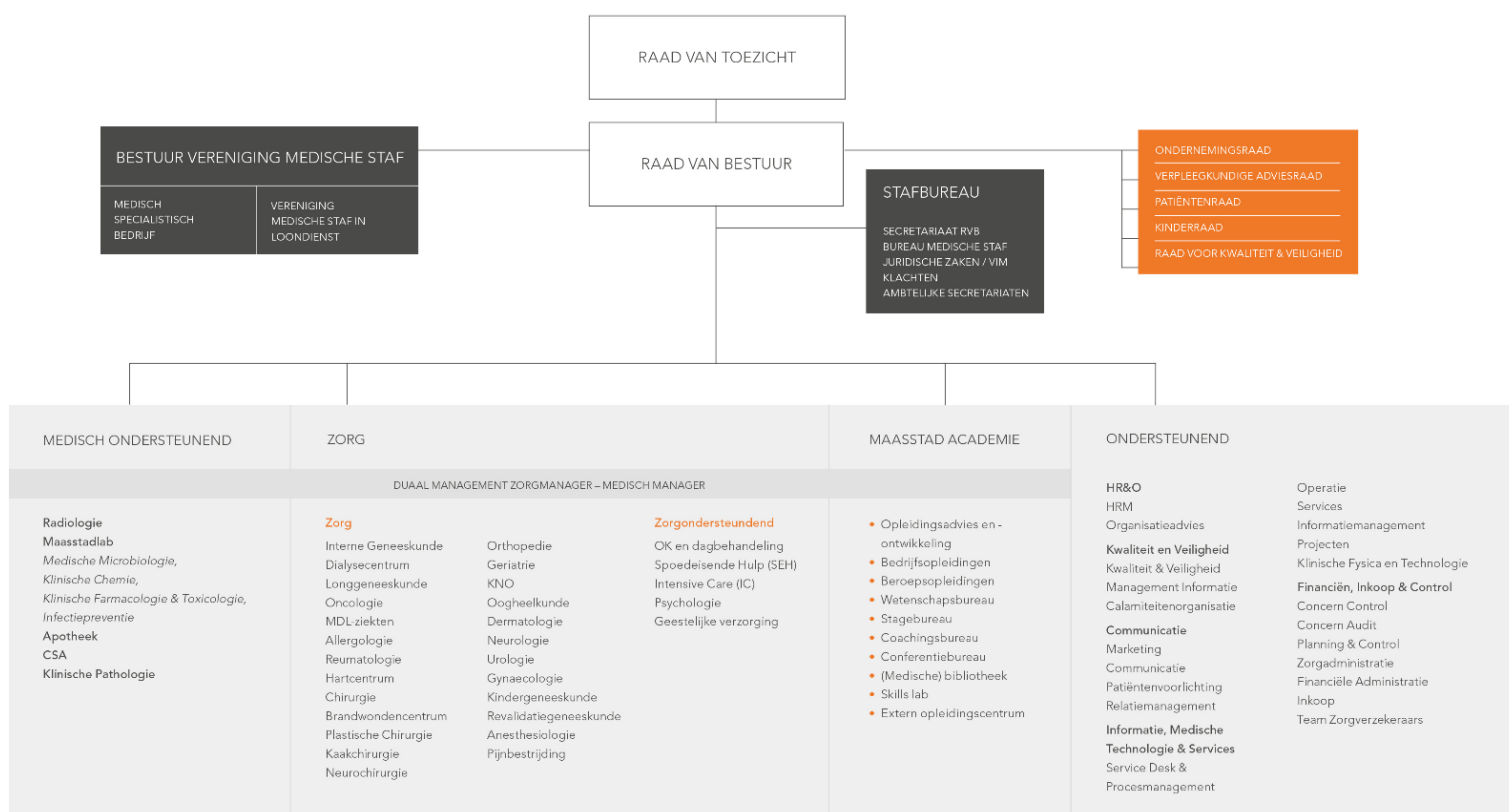 RAAD VAN TOEZICHT
RAAD VAN BESTUUR
BESTUUR VERENIGING MEDISCHE STAF
MEDISCH
SPECIALISTISCH
BEDRIJF
VERENIGING
MEDISCHE STAF IN
LOONDIENST
STAFBUREAU
SECRETARIAAT RVB
BUREAU MEDISCHE STAF
JURIDISCHE ZAKEN / VIM
KLACHTEN
AMBTELIJKE SECRETARIATEN
ONDERNEMINGSRAAD
VERPLEEGKUNDIGE ADVIESRAAD
PATIËNTENRAAD
KINDERRAAD
RAAD VOOR KWALITEIT & VEILIGHEID
MEDISCH ONDERSTEUNEND
ZORG
MAASSTAD ACADEMIE
ONDERSTEUNEND
DUAAL MANAGEMENT ZORGMANAGER – MEDISCH MANAGER
Radiologie
Maasstadlab
Medische Microbiologie,
Klinische Chemie,
Klinische Farmacologie & Toxicologie,
Infectiepreventie
Apotheek
CSA
Klinische Pathologie
Zorg
Interne Geneeskunde
Dialysecentrum
Longgeneeskunde
Oncologie
MDL-ziekten
Allergologie
Reumatologie
Hartcentrum
Chirurgie
Brandwondencentrum
Plastische Chirurgie
Kaakchirurgie
Neurochirurgie
Orthopedie
Geriatrie
KNO
Oogheelkunde
Dermatologie
Neurologie
Urologie
Gynaecologie
Kindergeneeskunde
Revalidatiegeneeskunde
Anesthesiologie
Pijnbestrijding
Zorgondersteundend
OK en dagbehandeling
Spoedeisende Hulp (SEH)
Intensive Care (IC)
Psychologie
Geestelijke verzorging
• Opleidingsadvies en -
ontwikkeling
• Bedrijfsopleidingen
• Beroepsopleidingen
• Wetenschapsbureau
• Stagebureau
• Coachingsbureau
• Conferentiebureau
• (Medische) bibliotheek
• Skills lab
• Extern opleidingscentrum
HR&O
HRM
Organisatieadvies
Kwaliteit en Veiligheid
Kwaliteit & Veiligheid
Management Informatie
Calamiteitenorganisatie
Communicatie
Marketing
Communicatie
Patiëntenvoorlichting
Relatiemanagement
Informatie, Medische
Technologie & Services
Service Desk &
Procesmanagement
Operatie
Services
Informatiemanagement
Projecten
Klinische Fysica en Technologie
Financiën, Inkoop & Control
Concern Control
Concern Audit
Planning & Control
Zorgadministratie
Financiële Administratie
Inkoop
Team Zorgverzekeraars